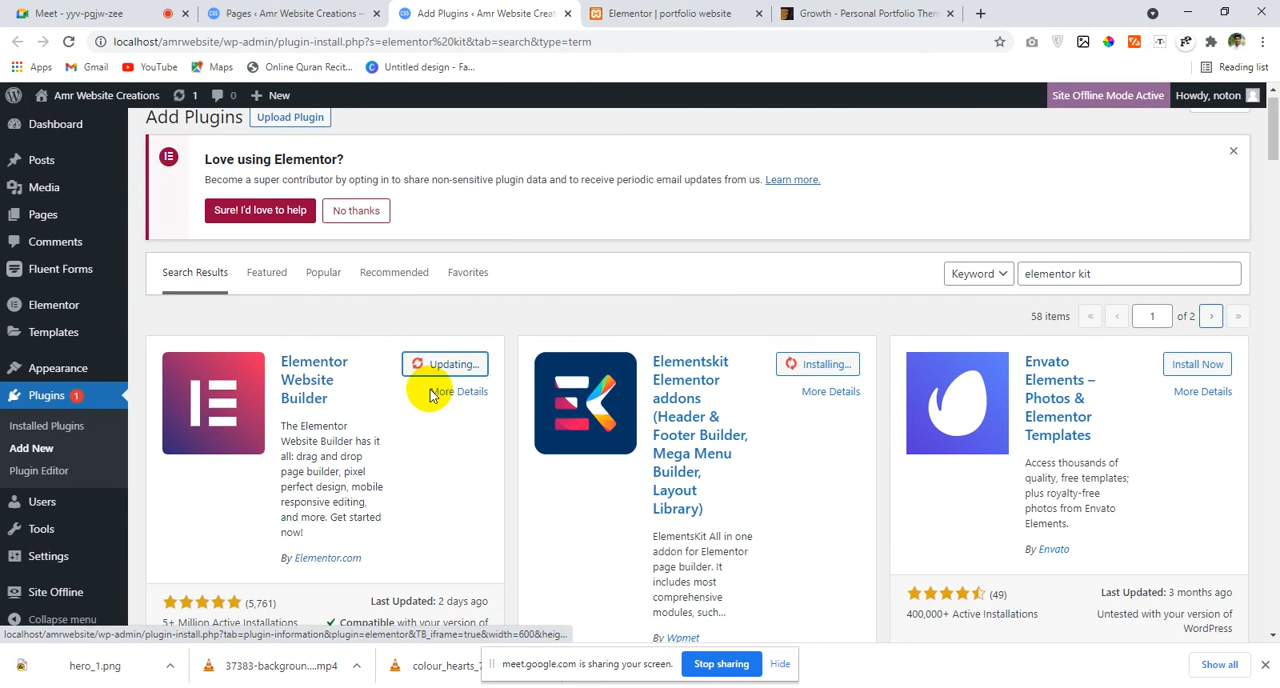 Meet - yyv-pgjw-zee
Pages ‹ Amr Website Creations
Add Plugins ‹ Amr Website Creat
Elementor | portfolio website
Growth - Personal Portfolio Them
localhost/amrwebsite/wp-admin/plugin-install.php?s=elementor%20kit&tab=search&type=term
Apps
Gmail
YouTube
Maps
Online Quran Recit...
Untitled design - Fa...
Reading list
Amr Website Creations
1
0
New
Site Offline Mode Active
Howdy, noton
Dashboard
Posts
Media
Pages
Comments
Fluent Forms
Elementor
Templates
Appearance
Plugins 1
Installed Plugins
Add New
Plugin Editor
Users
Tools
Settings
Site Offline
Collapse menu
Add Plugins
Upload Plugin
Love using Elementor?
Become a super contributor by opting in to share non-sensitive plugin data and to receive periodic email updates from us. Learn more.
Sure! I'd love to help
No thanks
Search Results
Featured
Popular
Recommended
Favorites
Keyword
elementor kit
58 items
«
‹
1
of 2
›
»
Elementor
Website
Builder
Updating...
More Details
The Elementor
Website Builder has it
all: drag and drop
page builder, pixel
perfect design, mobile
responsive editing,
and more. Get started
now!
By Elementor.com
(5,761)
5+ Million Active Installations
Last Updated: 2 days ago
Compatible with your version of
Elementskit
Elementor
addons
(Header &
Footer Builder,
Mega Menu
Builder,
Layout
Library)
Installing...
More Details
ElementsKit All in one
addon for Elementor
page builder. It
includes most
comprehensive
modules, such...
By Wpmet
Envato
Elements –
Photos &
Elementor
Templates
Install Now
More Details
Access thousands of
quality, free templates;
plus royalty-free
photos from Envato
Elements.
By Envato
(49)
400,000+ Active Installations
Last Updated: 3 months ago
Untested with your version of
WordPress
localhost/amrwebsite/wp-admin/plugin-install.php?tab=plugin-information&plugin=elementor&TB_iframe=true&width=600&heig...
hero_1.png
37383-backgroun....mp4
colour_hearts_
meet.google.com is sharing your screen.
Stop sharing
Hide
Show all